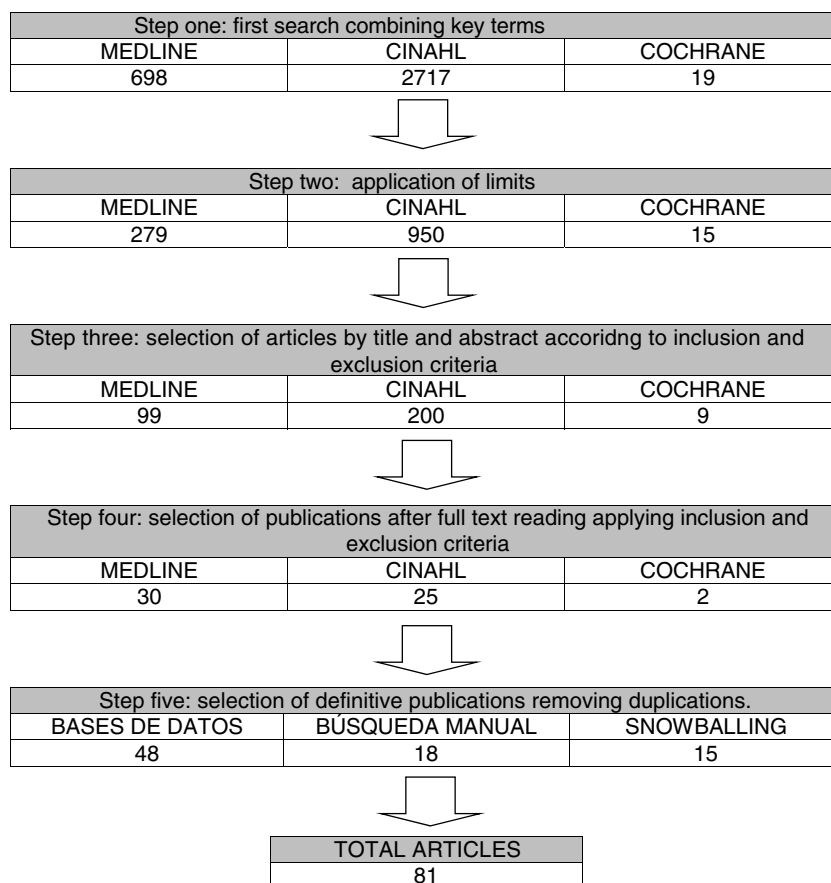 Step one: first search combining key terms
MEDLINE CINAHL COCHRANE
698 2717 19
Step two: application of limits
MEDLINE CINAHL COCHRANE
279 950 15
Step three: selection of articles by title and abstract accoridng to inclusion and
exclusion criteria
MEDLINE CINAHL COCHRANE
99 200 9
Step four: selection of publications after full text reading applying inclusion and
exclusion criteria
MEDLINE CINAHL COCHRANE
30 25 2
Step five: selection of definitive publications removing duplications.
BASES DE DATOS BÚSQUEDA MANUAL SNOWBALLING
48 18 15
TOTAL ARTICLES
81